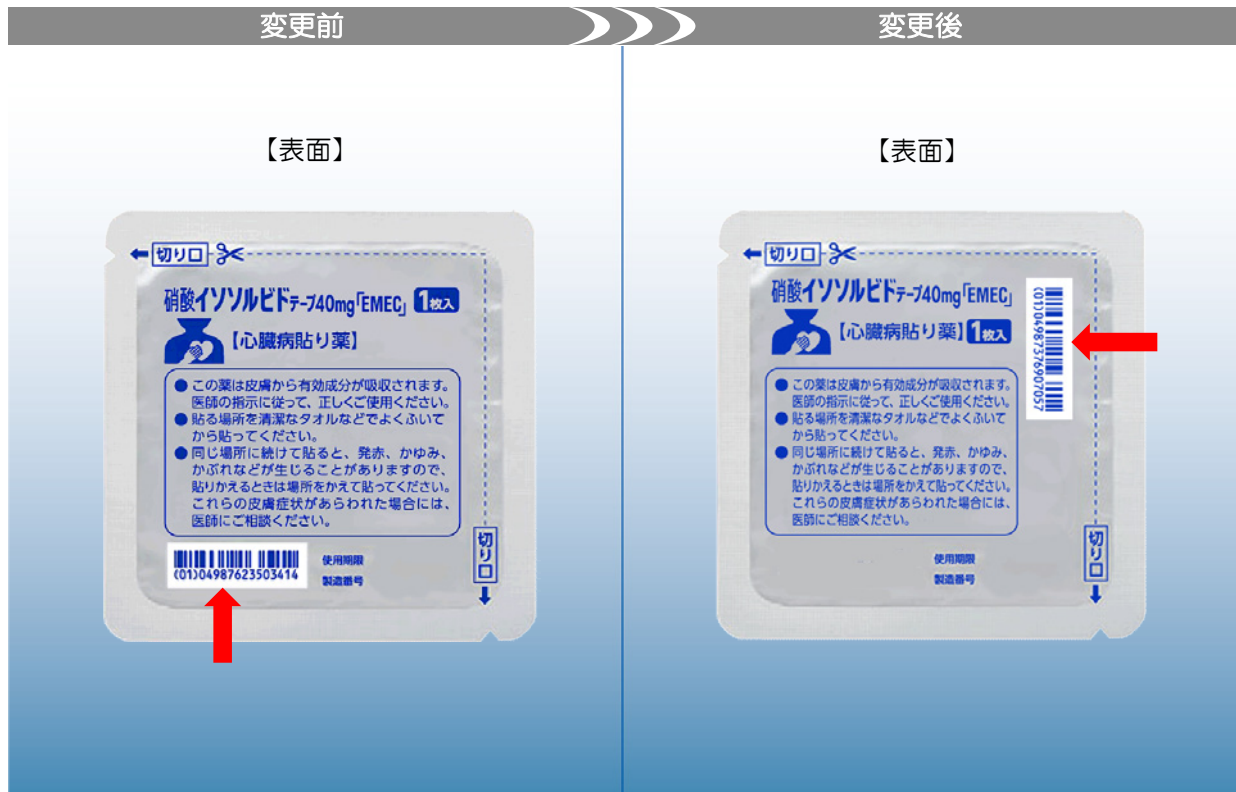 変更前
【表面】
切り口
硝酸イソソルビドテープ40mg「EMEC」 1枚入
【心臓病貼り薬】
● この薬は皮膚から有効成分が吸収されます。
医師の指示に従って、正しくご使用ください。
● 貼る場所を清潔なタオルなどでよくふいて
から貼ってください。
● 同じ場所に続けて貼ると、発赤、かゆみ、
かぶれなどが生じることがありますので、
貼りかえるときは場所をかえて貼ってください。
これらの皮膚症状があらわれた場合には、
医師にご相談ください。
(01)04987623503414
使用期限
製造番号
切り口
変更後
【表面】
切り口
硝酸イソソルビドテープ40mg「EMEC」
【心臓病貼り薬】 1枚入
● この薬は皮膚から有効成分が吸収されます。
医師の指示に従って、正しくご使用ください。
● 貼る場所を清潔なタオルなどでよくふいて
から貼ってください。
● 同じ場所に続けて貼ると、発赤、かゆみ、
かぶれなどが生じることがありますので、
貼りかえるときは場所をかえて貼ってください。
これらの皮膚症状があらわれた場合には、
医師にご相談ください。
(01)04987376907057
使用期限
製造番号
切り口